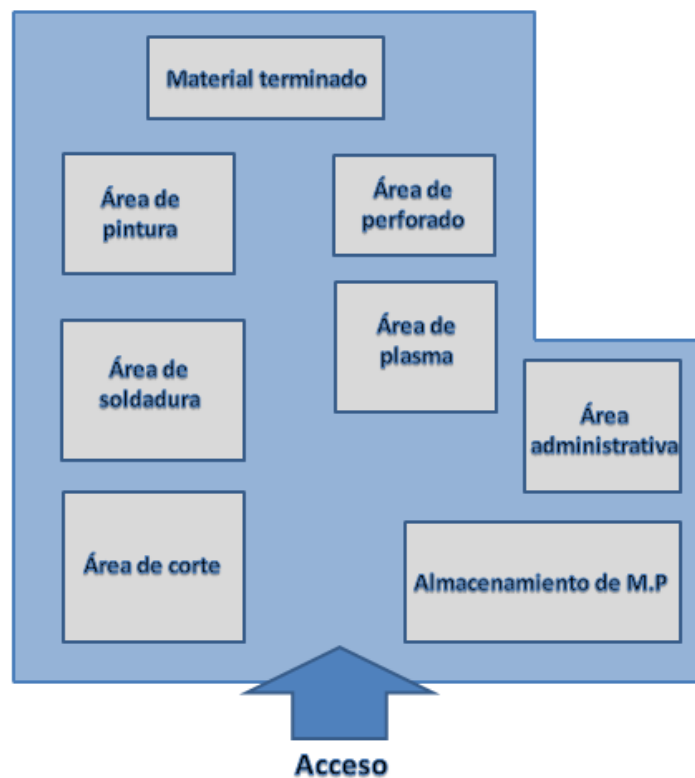 Material terminado
Área de
pintura
Área de
perforado
Área de
soldadura
Área de
plasma
Área
administrativa
Área de corte
Almacenamiento de M.P
Acceso